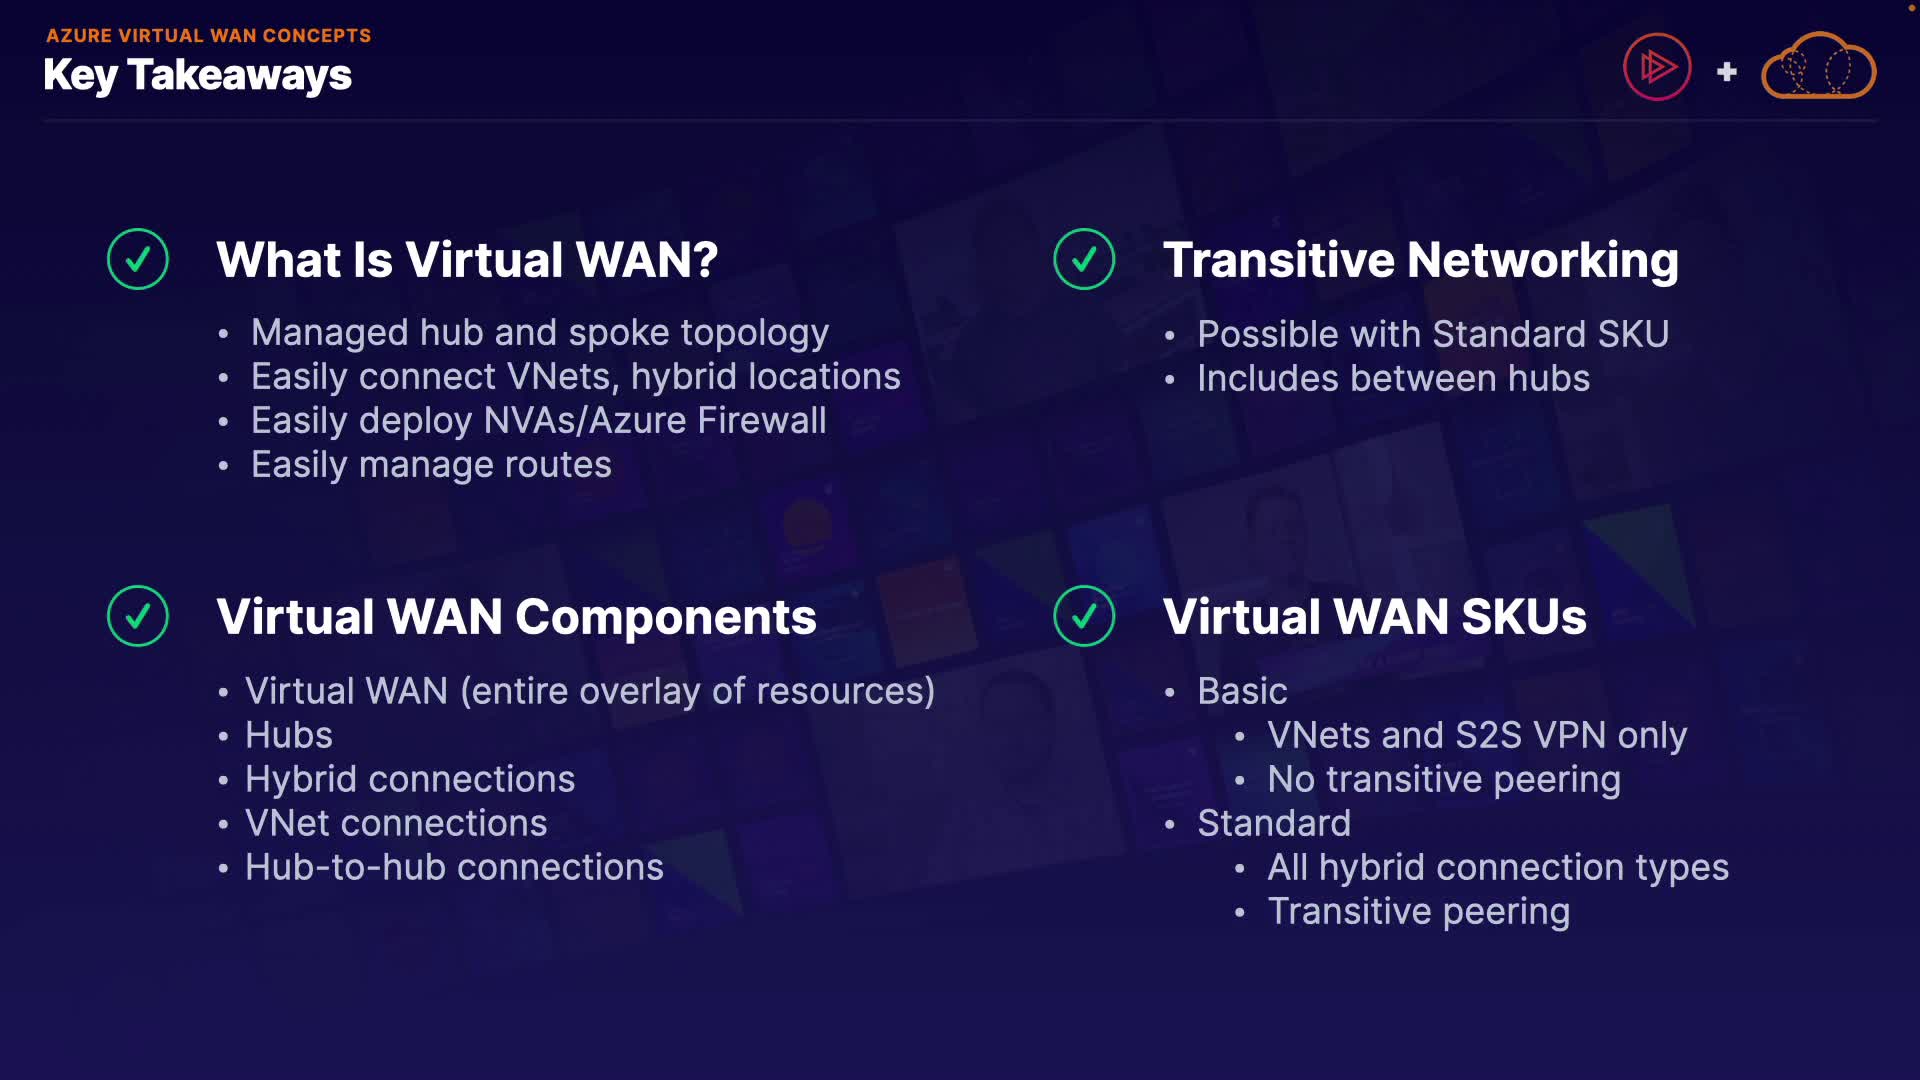 AZURE VIRTUAL WAN CONCEPTS
Key Takeaways
+
What Is Virtual WAN?
• Managed hub and spoke topology
• Easily connect VNets, hybrid locations
• Easily deploy NVAs/Azure Firewall
• Easily manage routes
Transitive Networking
• Possible with Standard SKU
• Includes between hubs
Virtual WAN Components
• Virtual WAN (entire overlay of resources)
• Hubs
• Hybrid connections
• VNet connections
• Hub-to-hub connections
Virtual WAN SKUs
• Basic
• VNets and S2S VPN only
• No transitive peering
• Standard
• All hybrid connection types
• Transitive peering